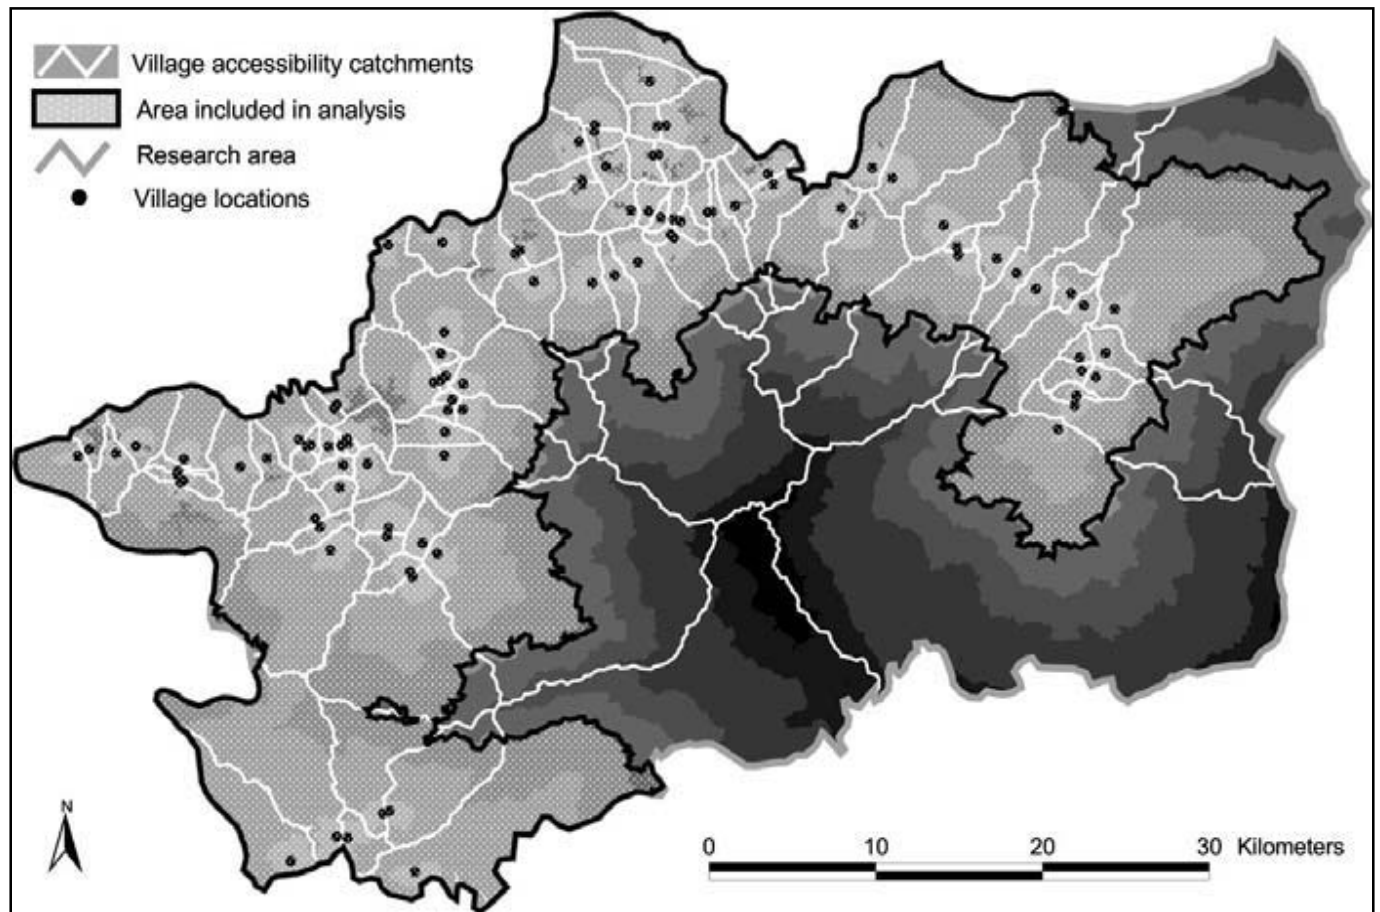 Village accessibility catchments
Area included in analysis
Research area
Village locations
N
0 10 20 30 Kilometers